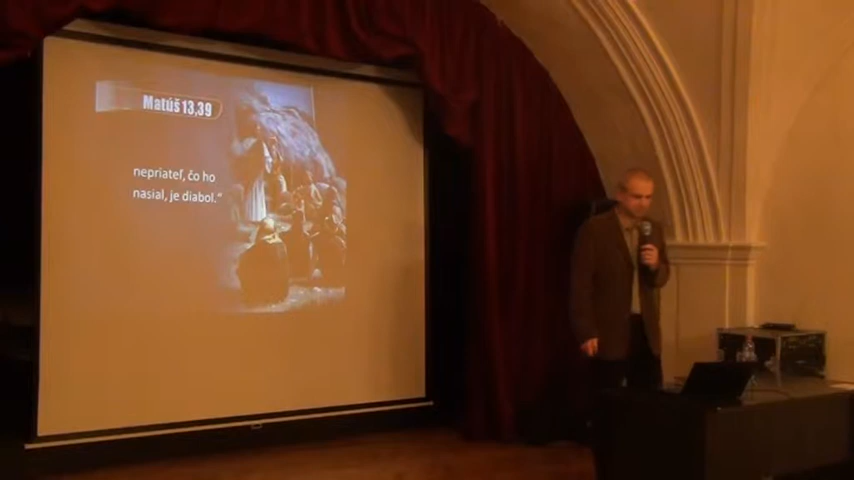 Matúš 13,39
nepriateľ, čo ho
nasial, je diabol.“